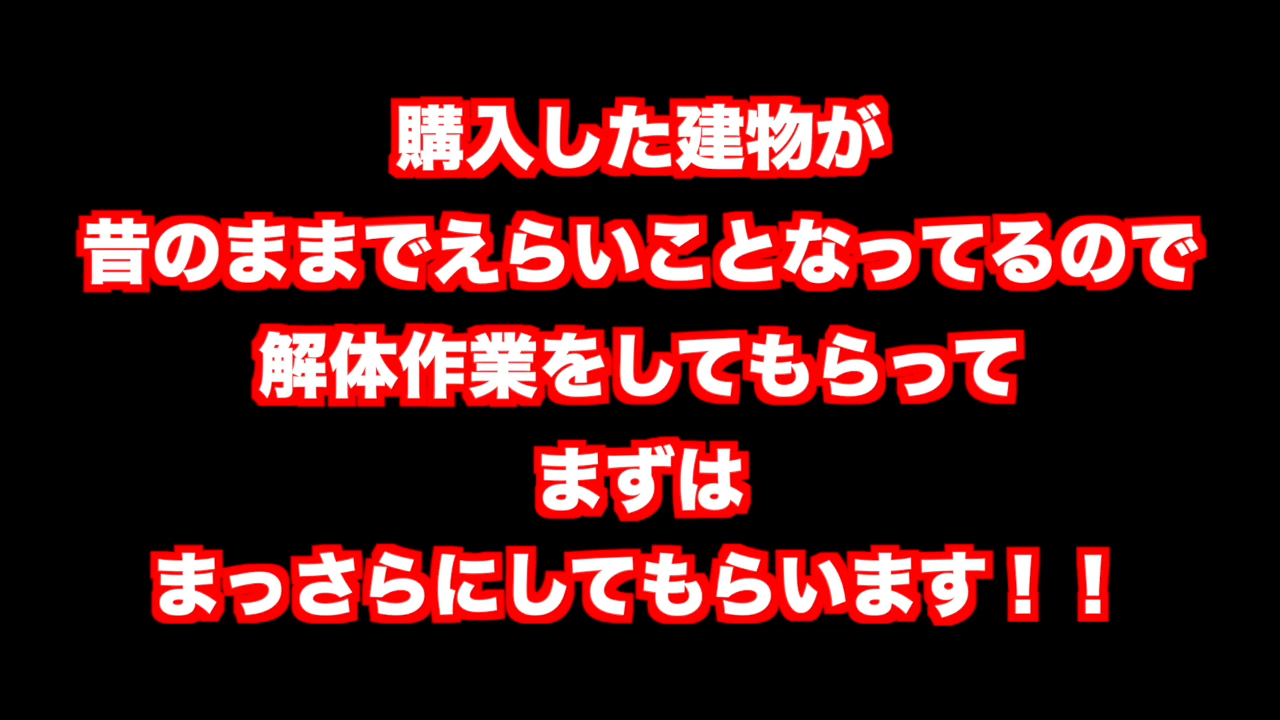 購入した建物が
昔のままでえらいことなってるので
解体作業をしてもらって
まずは
まっさらにしてもらいます！！